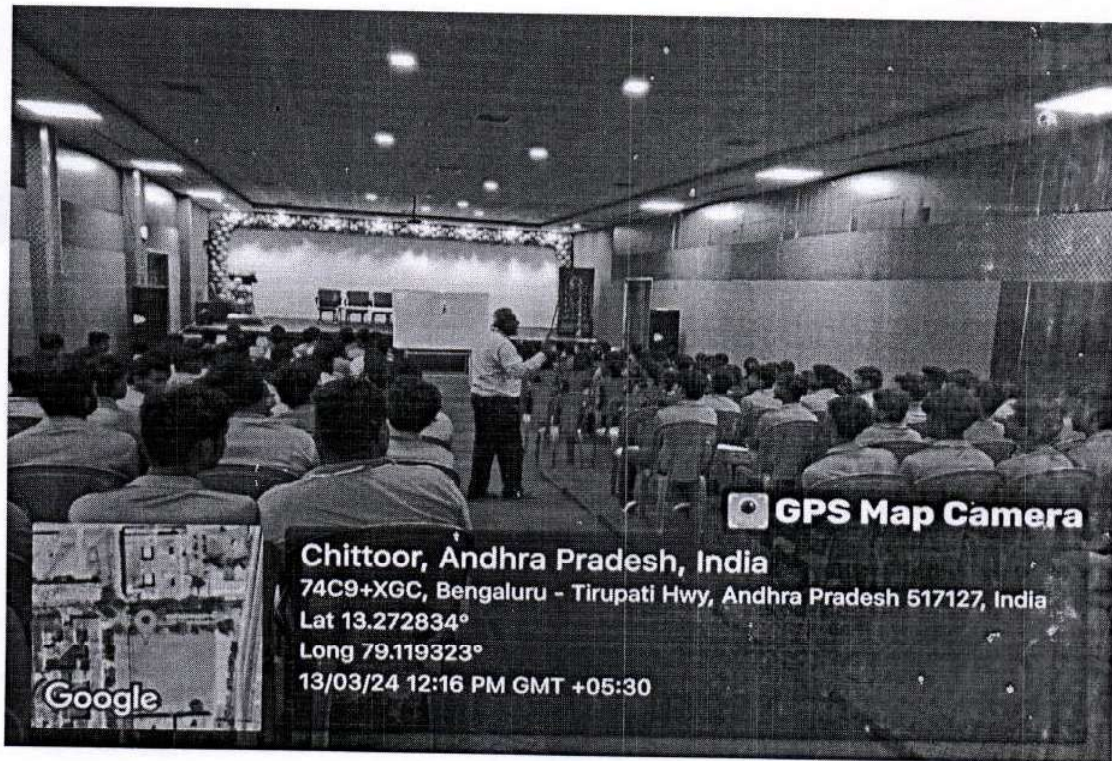 GPS Map Camera
Chittoor, Andhra Pradesh, India
74C9+XGC, Bengaluru - Tirupati Hwy, Andhra Pradesh 517127, India
Lat 13.272834°
Long 79.119323°
13/03/24 12:16 PM GMT +05:30
Google